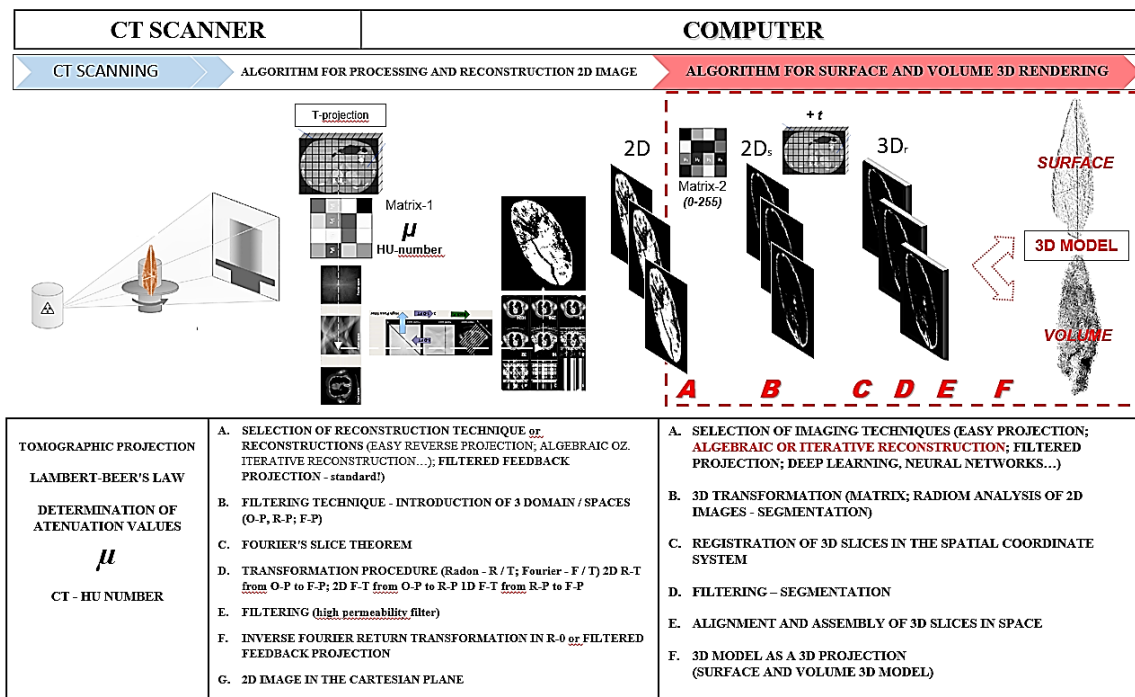 CT SCANNER
COMPUTER
CT SCANNING
ALGORITHM FOR PROCESSING AND RECONSTRUCTION 2D IMAGE
ALGORITHM FOR SURFACE AND VOLUME 3D RENDERING
T-projection
Matrix-1
μ
HU-number
2D
Matrix-2
(0-255)
2Ds
+ t
3Dr
SURFACE
3D MODEL
VOLUME
A
B
C
D
E
F
TOMOGRAPHIC PROJECTION
LAMBERT-BEER'S LAW
DETERMINATION OF
ATENUATION VALUES
μ
CT - HU NUMBER
A. SELECTION OF RECONSTRUCTION TECHNIQUE or
RECONSTRUCTIONS (EASY REVERSE PROJECTION; ALGEBRAIC OZ.
ITERATIVE RECONSTRUCTION...); FILTERED FEEDBACK
PROJECTION - standard!)
B. FILTERING TECHNIQUE - INTRODUCTION OF 3 DOMAIN / SPACES
(O-P, R-P; F-P)
C. FOURIER'S SLICE THEOREM
D. TRANSFORMATION PROCEDURE (Radon - R / T; Fourier - F / T) 2D R-T
from O-P to F-P; 2D F-T from O-P to R-P 1D F-T from R-P to F-P
E. FILTERING (high permeability filter)
F. INVERSE FOURIER RETURN TRANSFORMATION IN R-0 or FILTERED
FEEDBACK PROJECTION
G. 2D IMAGE IN THE CARTESIAN PLANE
A. SELECTION OF IMAGING TECHNIQUES (EASY PROJECTION;
ALGEBRAIC OR ITERATIVE RECONSTRUCTION; FILTERED
PROJECTION; DEEP LEARNING, NEURAL NETWORKS...)
B. 3D TRANSFORMATION (MATRIX; RADIOM ANALYSIS OF 2D
IMAGES - SEGMENTATION)
C. REGISTRATION OF 3D SLICES IN THE SPATIAL COORDINATE
SYSTEM
D. FILTERING – SEGMENTATION
E. ALIGNMENT AND ASSEMBLY OF 3D SLICES IN SPACE
F. 3D MODEL AS A 3D PROJECTION
(SURFACE AND VOLUME 3D MODEL)